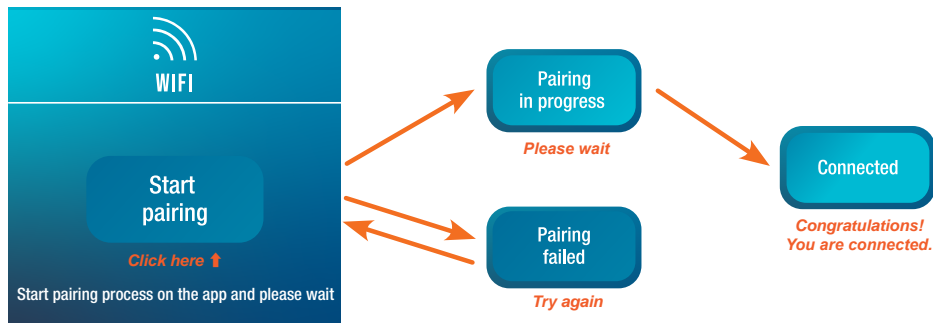 WIFI
Start
pairing
Click here
Start pairing process on the app and please wait
Pairing
in progress
Please wait
Pairing
failed
Try again
Connected
Congratulations!
You are connected.